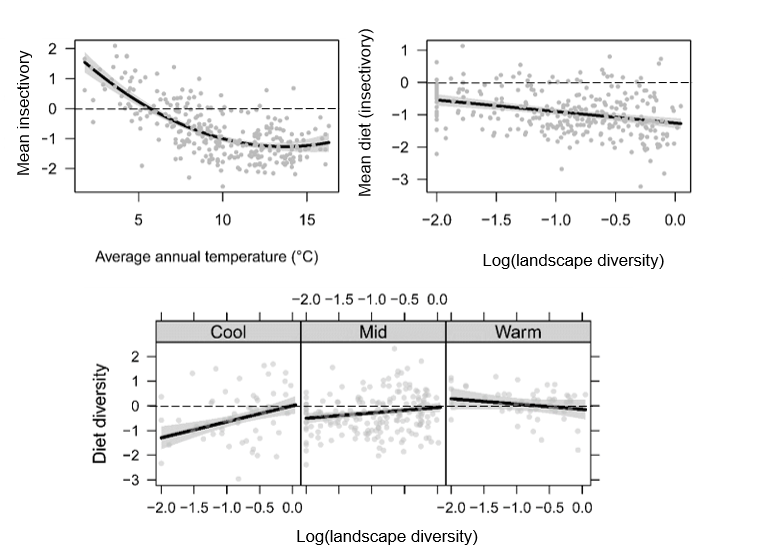 Mean insectivory
2
1
0
−1
−2
5 10 15
Average annual temperature (°C)
Mean diet (insectivory)
1
0
−1
−2
−3
−2.0 −1.5 −1.0 −0.5 0.0
Log(landscape diversity)
−2.0 −1.5 −1.0 −0.5 0.0
Cool Mid Warm
Diet diversity
2
1
0
−1
−2
−3
−2.0 −1.5 −1.0 −0.5 0.0 −2.0 −1.5 −1.0 −0.5 0.0
Log(landscape diversity)